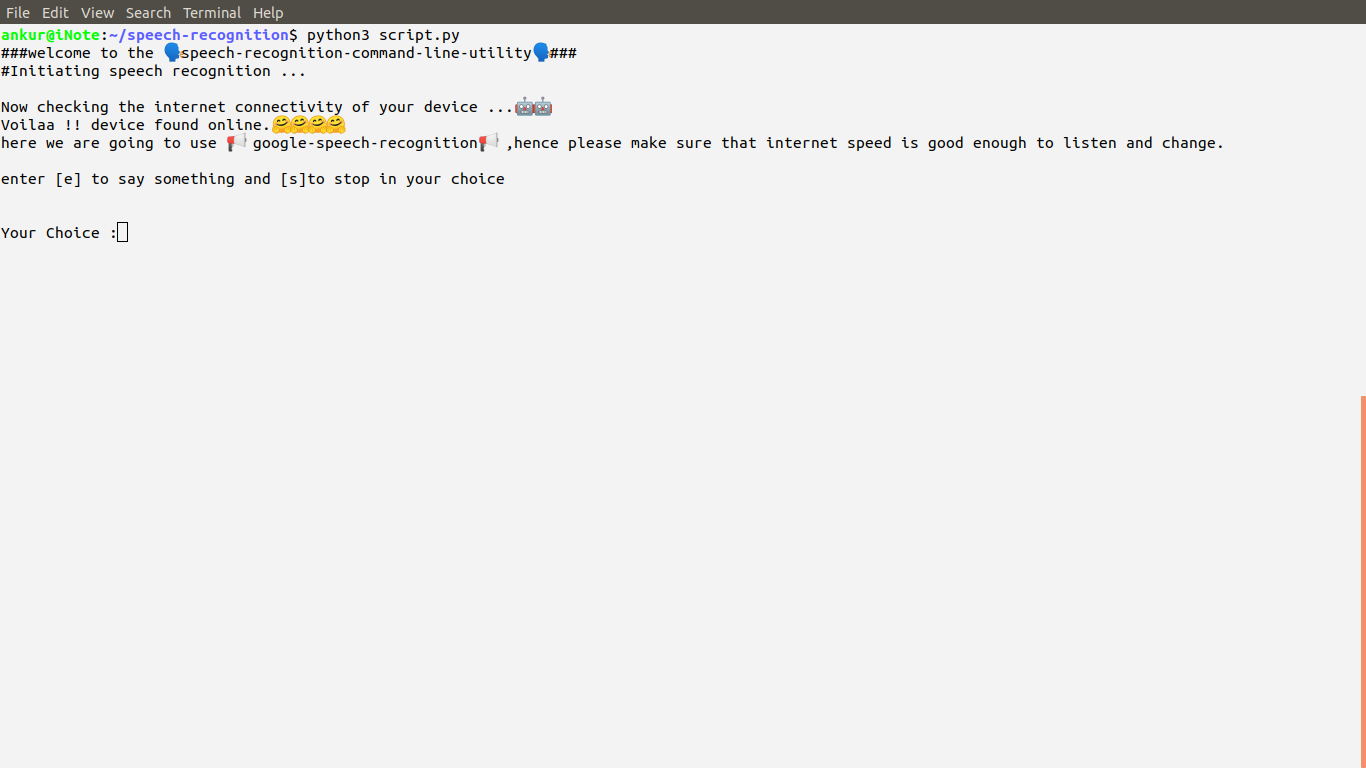 File Edit View Search Terminal Help
ankur@iNote:~/speech-recognition$ python3 script.py
###welcome to the 🗣speech-recognition-command-line-utility🗣###
#Initiating speech recognition ...
Now checking the internet connectivity of your device ...🤖🤖
Voilaa !! device found online.🤗🤗🤗🤗
here we are going to use 📢 google-speech-recognition📢 ,hence please make sure that internet speed is good enough to listen and change.
enter [e] to say something and [s]to stop in your choice
Your Choice :